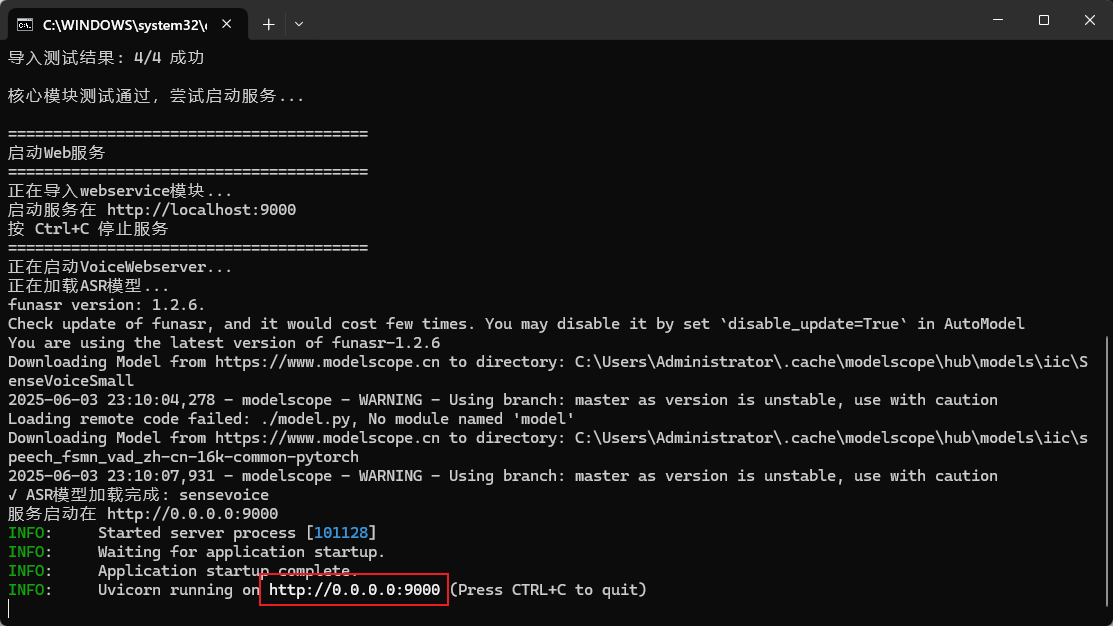 C:\WINDOWS\system32\
导入测试结果: 4/4 成功
核心模块测试通过, 尝试启动服务...
========================================
启动Web服务
========================================
正在导入webservice模块...
启动服务在 http://localhost:9000
按 Ctrl+C 停止服务
========================================
正在启动VoiceWebserver...
正在加载ASR模型...
funasr version: 1.2.6.
Check update of funasr, and it would cost few times. You may disable it by set `disable_update=True` in AutoModel
You are using the latest version of funasr-1.2.6
Downloading Model from https://www.modelscope.cn to directory: C:\Users\Administrator\.cache\modelscope\hub\models\iic\S
enseVoiceSmall
2025-06-03 23:10:04,278 - modelscope - WARNING - Using branch: master as version is unstable, use with caution
Loading remote code failed: ./model.py, No module named 'model'
Downloading Model from https://www.modelscope.cn to directory: C:\Users\Administrator\.cache\modelscope\hub\models\iic\s
peech_fsmn_vad_zh-cn-16k-common-pytorch
2025-06-03 23:10:07,931 - modelscope - WARNING - Using branch: master as version is unstable, use with caution
√ ASR模型加载完成: sensevoice
服务启动在 http://0.0.0.0:9000
INFO: Started server process [101128]
INFO: Waiting for application startup.
INFO: Application startup complete.
INFO: Uvicorn running on http://0.0.0.0:9000 (Press CTRL+C to quit)